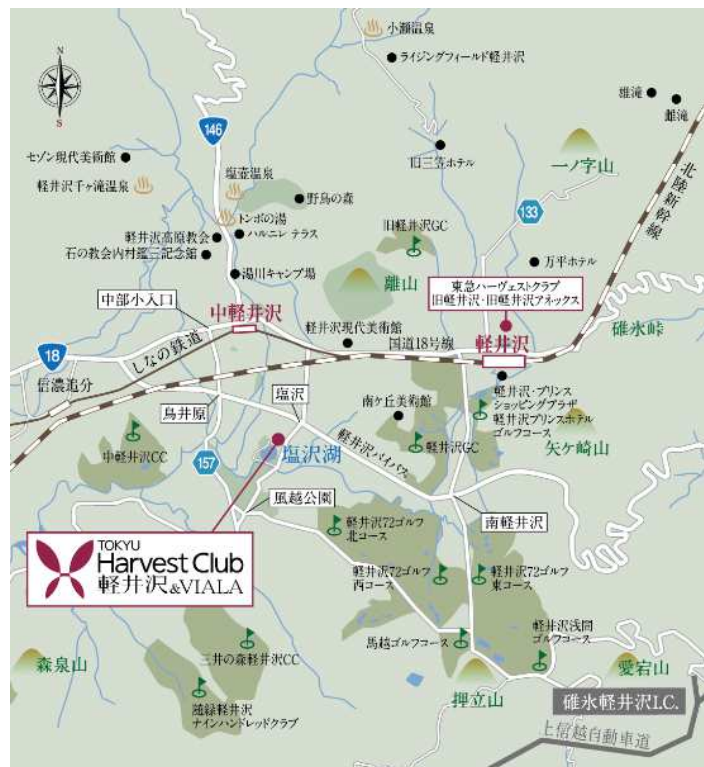 小瀬温泉
ライジングフィールド軽井沢
N
S
雄滝
雌滝
146
セゾン現代美術館
軽井沢千ヶ滝温泉
塩壺温泉
野鳥の森
旧三笠ホテル
一ノ字山
北陸新幹線
133
トンボの湯
ハルニレ テラス
軽井沢高原教会
石の教会内村鑑三記念館
湯川キャンプ場
旧軽井沢GC
離山
万平ホテル
東急ハーヴェストクラブ
旧軽井沢・旧軽井沢アネックス
中部小入口
中軽井沢
軽井沢現代美術館
国道18号線
軽井沢
碓氷峠
18
しなの鉄道
信濃追分
鳥井原
塩沢
南ヶ丘美術館
軽井沢・プリンス
ショッピングプラザ
軽井沢プリンスホテル
ゴルフコース
矢ケ崎山
中軽井沢CC
157
塩沢湖
軽井沢バイパス
軽井沢GC
風越公園
南軽井沢
TOKYU
Harvest Club
軽井沢&VIALA
軽井沢72ゴルフ
北コース
軽井沢72ゴルフ
西コース
軽井沢72ゴルフ
東コース
馬越ゴルフコース
軽井沢浅間
ゴルフコース
森泉山
三井の森軽井沢CC
随縁軽井沢
ナインハンドレッドクラブ
押立山
愛宕山
碓氷軽井沢I.C.
上信越自動車道